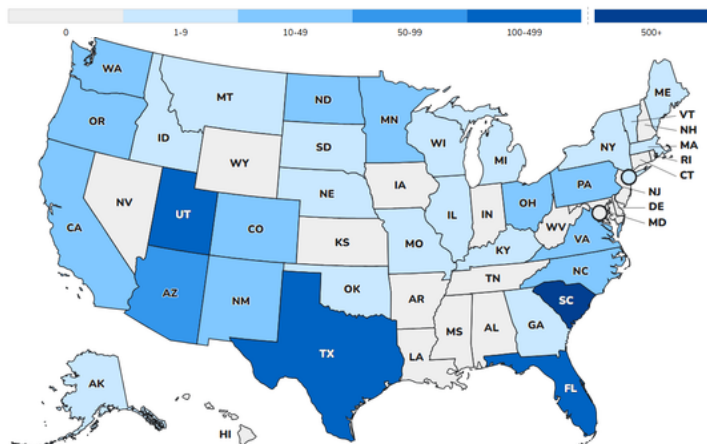 0 1-9 10-49 50-99 100-499 500+
WA
MT
ND
MN
ME
VT
NH
MA
RI
CT
OR
ID
SD
WI
MI
NY
WY
NE
IA
PA
NJ
DE
MD
NV
UT
CO
IL
IN
OH
WV
VA
CA
KS
MO
KY
NC
AZ
NM
OK
AR
TN
SC
TX
LA
MS
AL
GA
FL
AK
HI